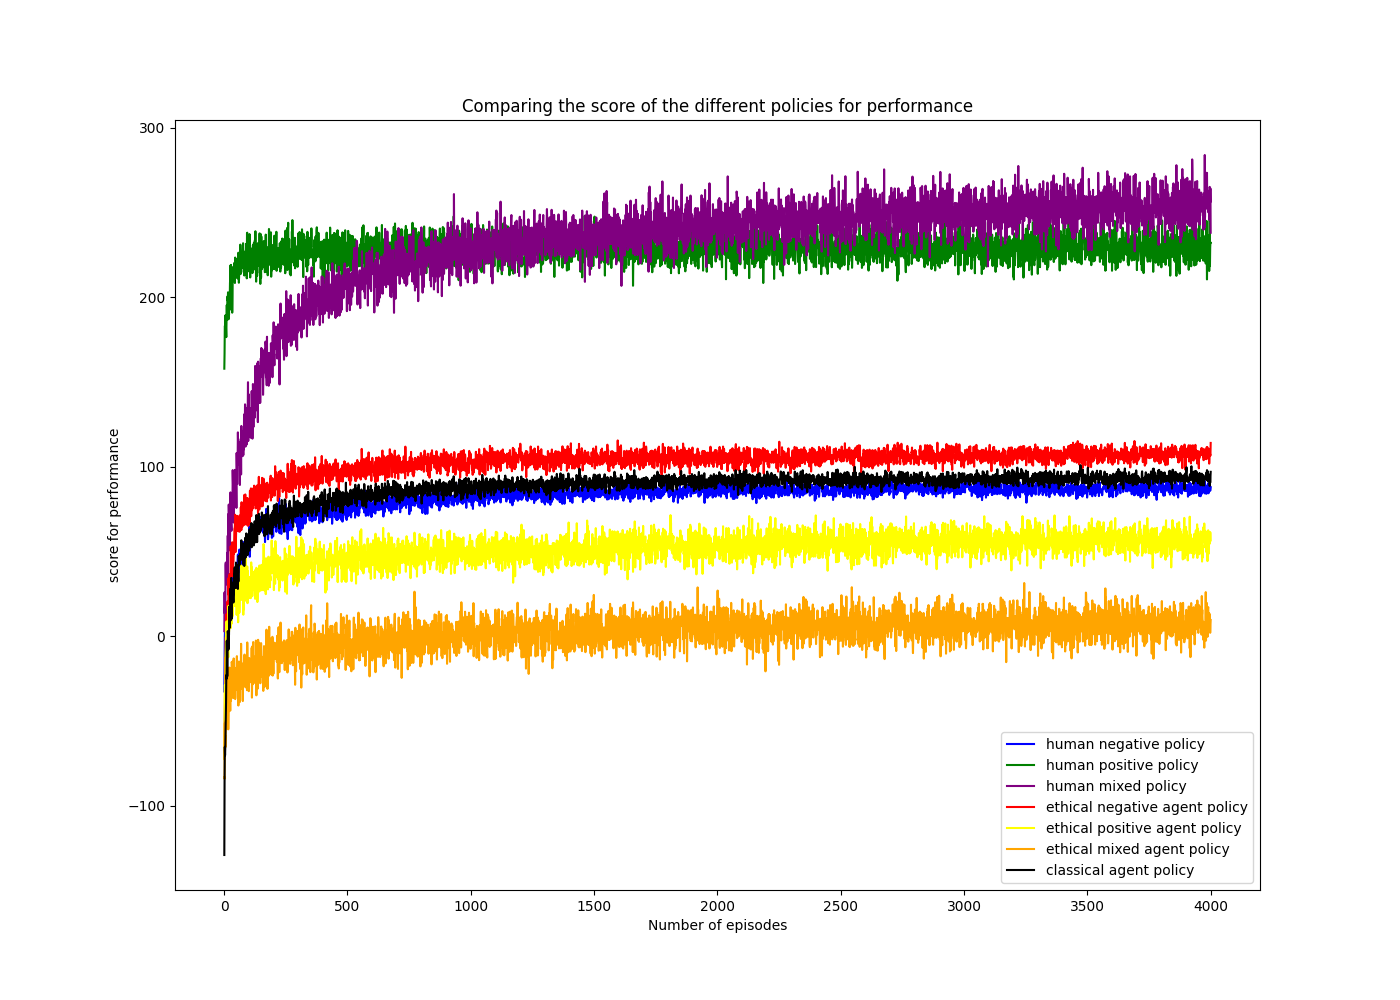 Comparing the score of the different policies for performance
300
200
100
0
−100
score for performance
0
500
1000
1500
2000
2500
3000
3500
4000
Number of episodes
human negative policy
human positive policy
human mixed policy
ethical negative agent policy
ethical positive agent policy
ethical mixed agent policy
classical agent policy